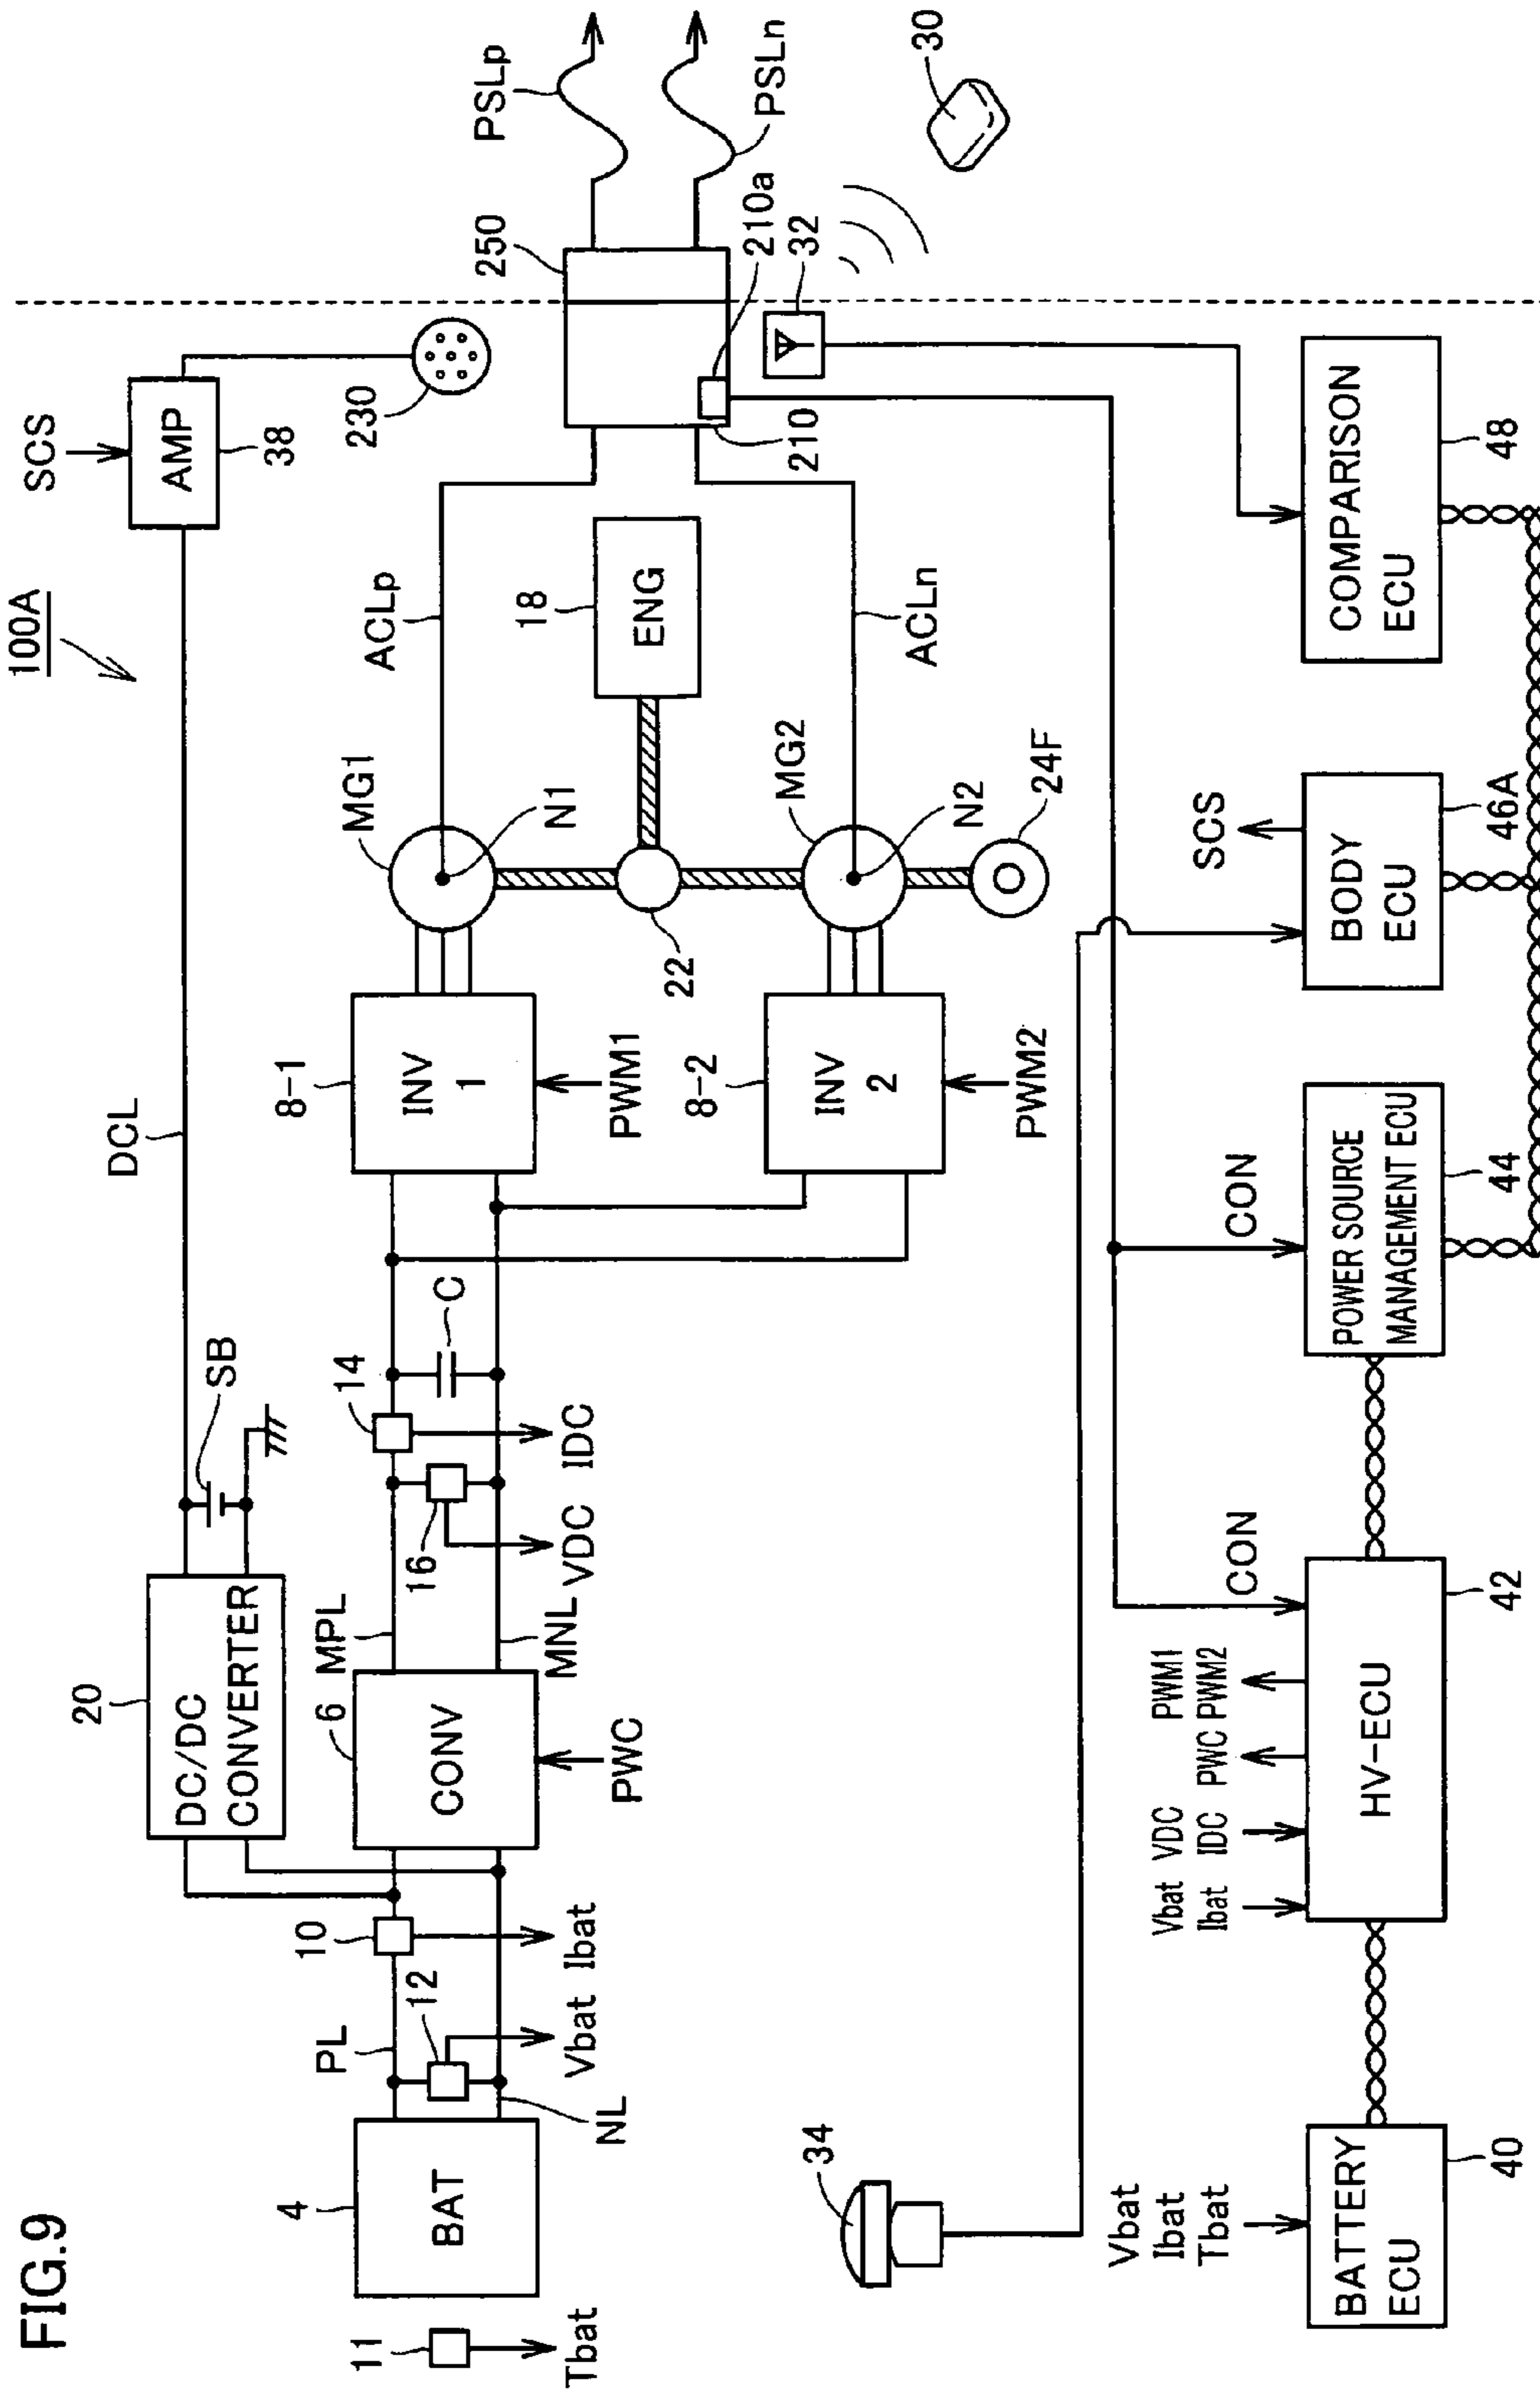 FIG.9
100A
SCS
AMP
38
230
DCL
SB
20
DC/DC
CONVERTER
250
PSLp
PSLn
30
210a
32
210
ACLp
18
ENG
ACLn
MG1
N1
MG2
N2
22
24F
8-1
INV
1
PWM1
8-2
INV
2
PWM2
C
14
IDC
16
VDC
MPL
MNL
6
CONV
PWC
10
Ibat
12
Vbat
PL
NL
4
BAT
11
Tbat
34
Vbat
Ibat
Tbat
BATTERY
ECU
40
Vbat VDC
Ibat IDC
PWM1
PWC PWM2
CON
HV-ECU
42
CON
POWER SOURCE
MANAGEMENT ECU
44
SCS
BODY
ECU
46A
COMPARISON
ECU
48